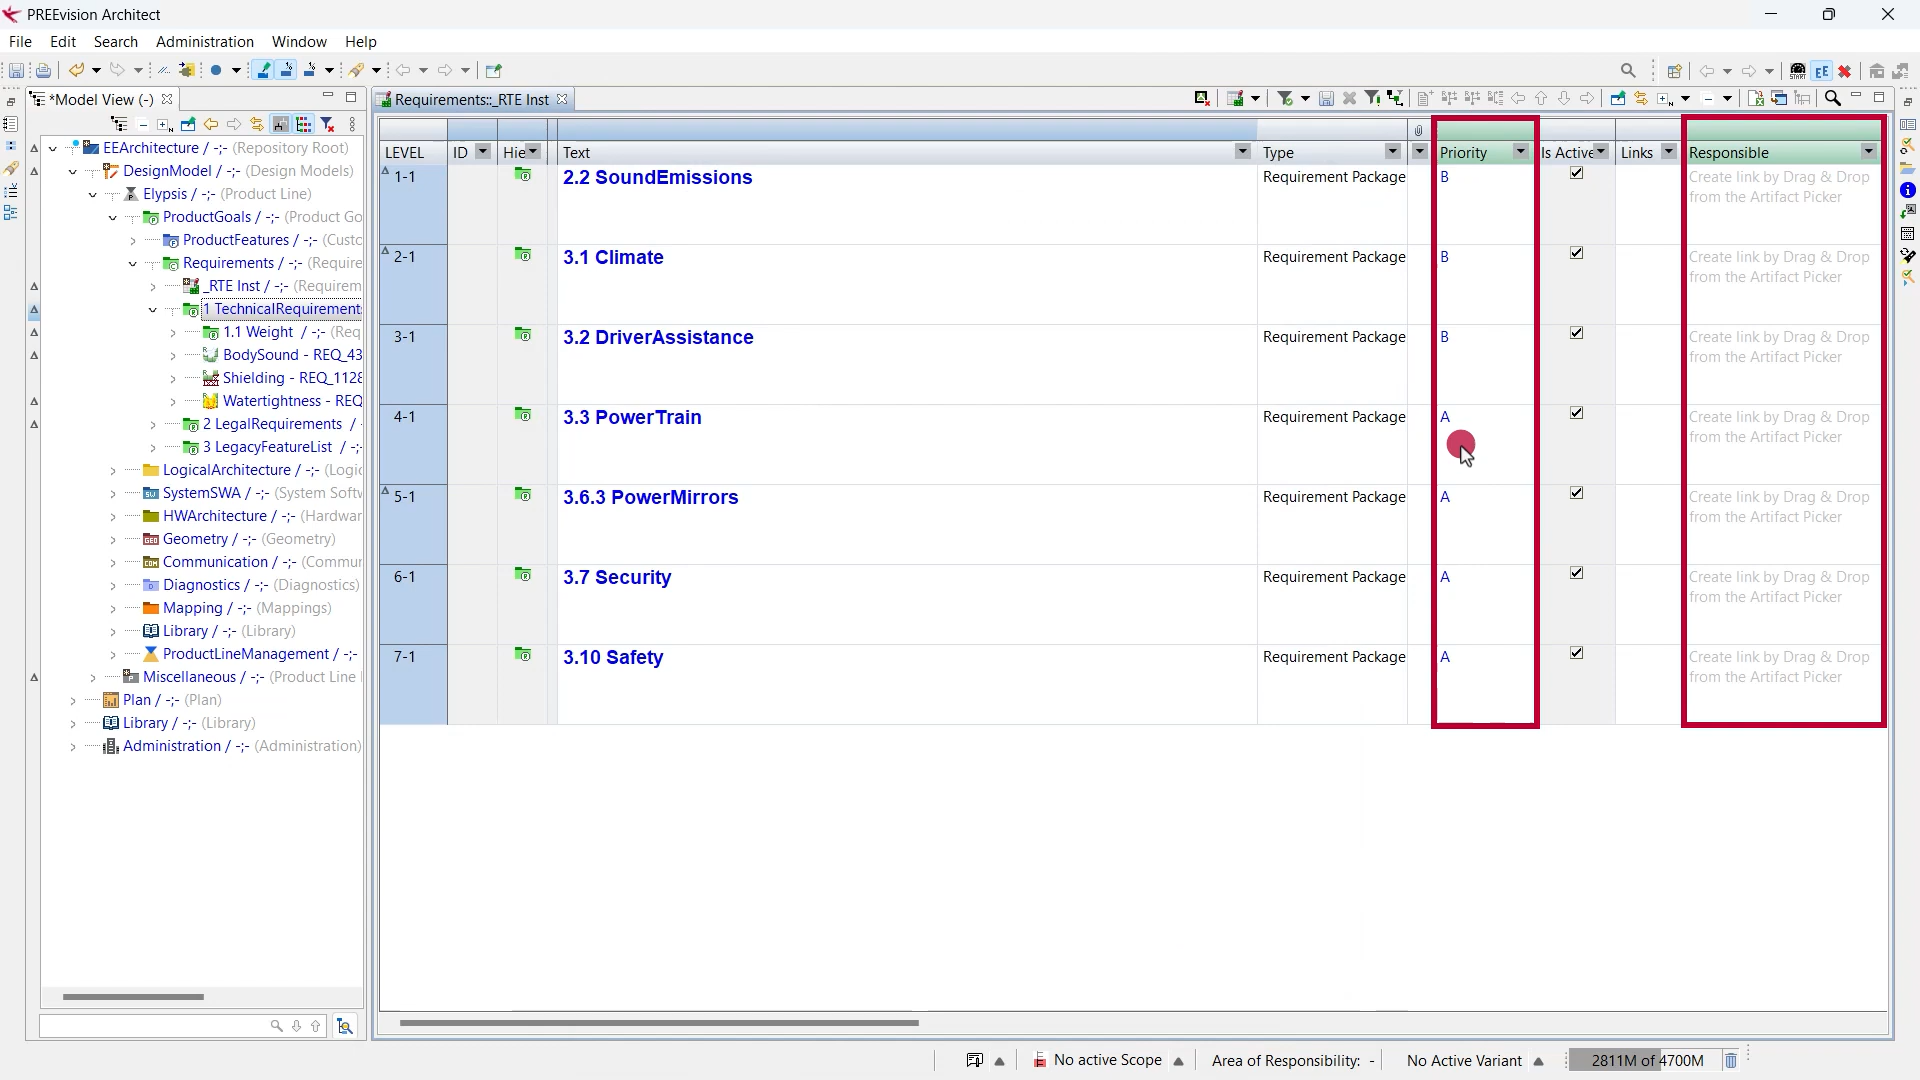 PREEvision Architect
File Edit Search Administration Window Help
*Model View (-)
EEArchitecture / -;- (Repository Root)
DesignModel / -;- (Design Models)
Elypsis / -;- (Product Line)
ProductGoals / -;- (Product Go
ProductFeatures / -;- (Custo
Requirements / -;- (Require
_RTE Inst / -;- (Requirem
1 TechnicalRequirement
1.1 Weight / -;- (Req
BodySound - REQ_43
Shielding - REQ_1128
Watertightness - REQ
2 LegalRequirements / -
3 LegacyFeatureList / -;-
LogicalArchitecture / -;- (Logic
SystemSWA / -;- (System Softw
HWArchitecture / -;- (Hardwar
Geometry / -;- (Geometry)
Communication / -;- (Commun
Diagnostics / -;- (Diagnostics)
Mapping / -;- (Mappings)
Library / -;- (Library)
ProductLineManagement / -;-
Miscellaneous / -;- (Product Line
Plan / -;- (Plan)
Library / -;- (Library)
Administration / -;- (Administration)
Requirements::_RTE Inst
START EE
LEVEL ID Hie Text Type Priority Is Active Links Responsible
1-1 2.2 SoundEmissions Requirement Package B Create link by Drag & Drop
from the Artifact Picker
2-1 3.1 Climate Requirement Package B Create link by Drag & Drop
from the Artifact Picker
3-1 3.2 DriverAssistance Requirement Package B Create link by Drag & Drop
from the Artifact Picker
4-1 3.3 PowerTrain Requirement Package A Create link by Drag & Drop
from the Artifact Picker
5-1 3.6.3 PowerMirrors Requirement Package A Create link by Drag & Drop
from the Artifact Picker
6-1 3.7 Security Requirement Package A Create link by Drag & Drop
from the Artifact Picker
7-1 3.10 Safety Requirement Package A Create link by Drag & Drop
from the Artifact Picker
No active Scope Area of Responsibility: - No Active Variant 2811M of 4700M